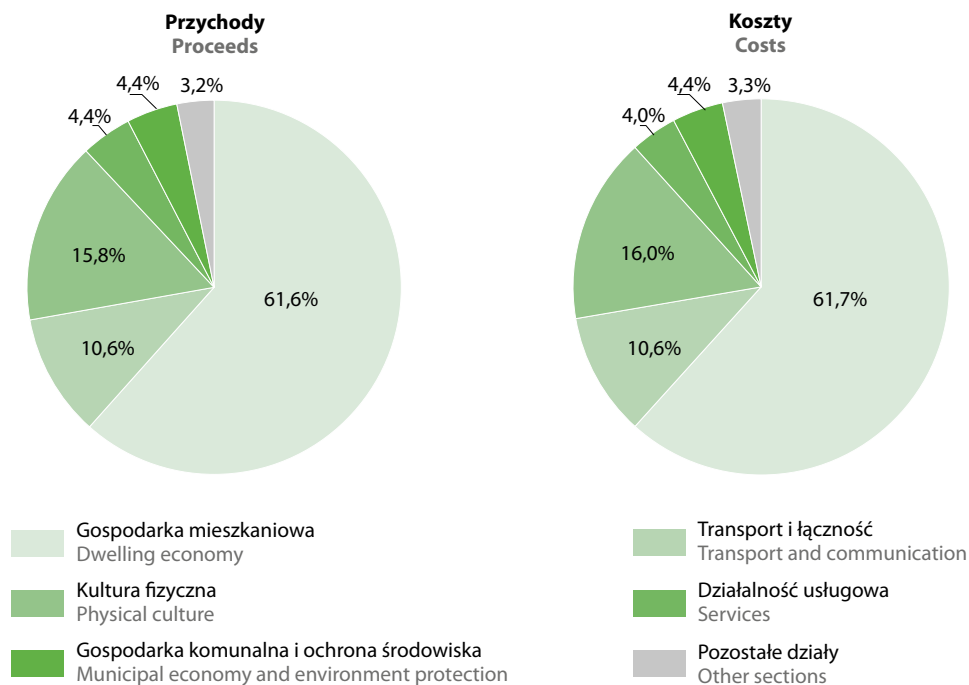 Przychody
Proceeds
4,4%
3,2%
4,4%
15,8%
61,6%
10,6%
Koszty
Costs
4,4%
3,3%
4,0%
16,0%
61,7%
10,6%
Gospodarka mieszkaniowa
Dwelling economy
Kultura fizyczna
Physical culture
Gospodarka komunalna i ochrona środowiska
Municipal economy and environment protection
Transport i łączność
Transport and communication
Działalność usługowa
Services
Pozostałe działy
Other sections